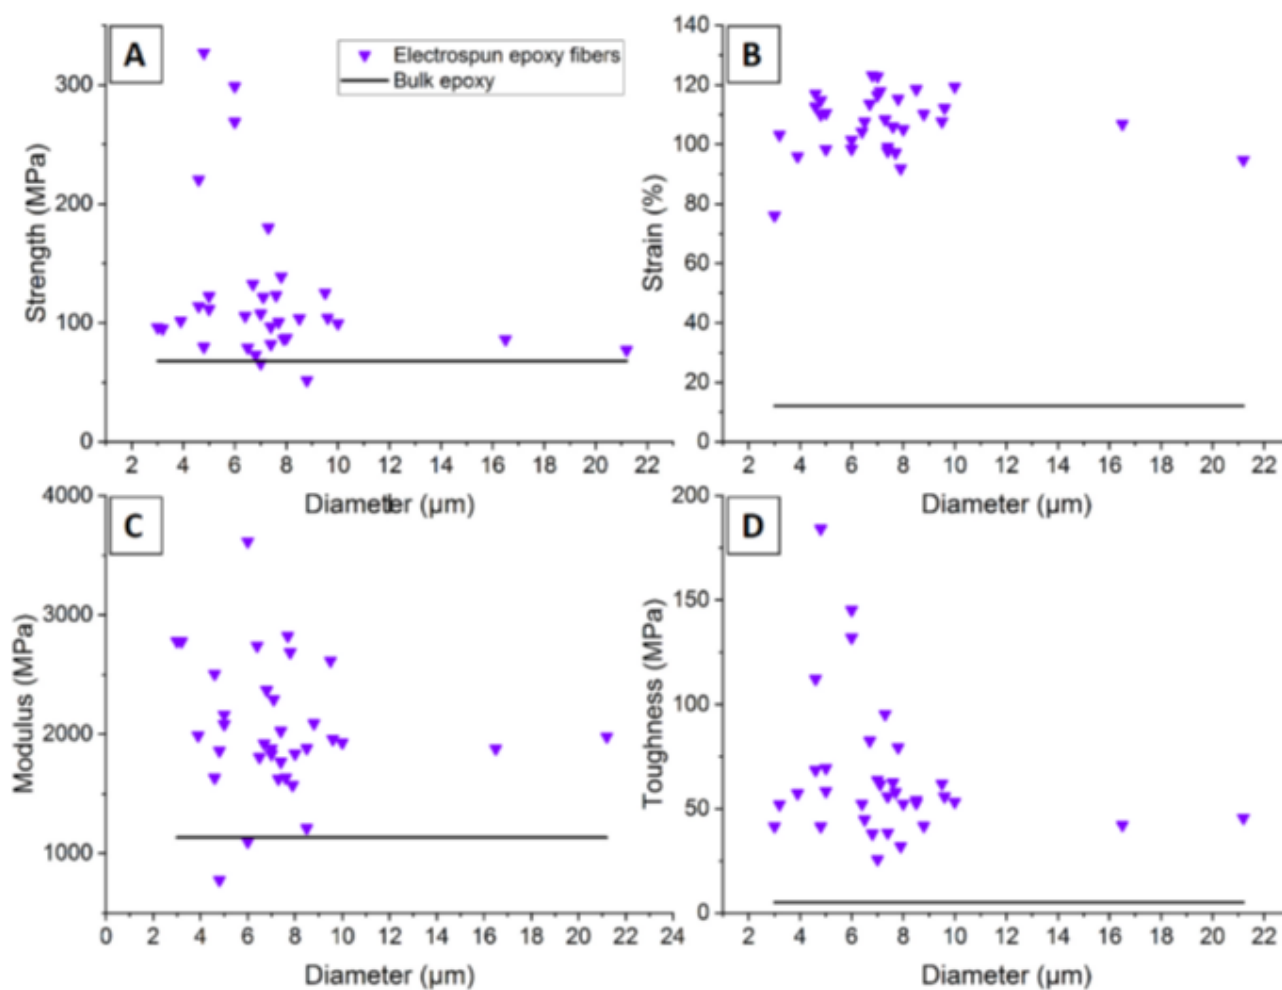 A
Electrospun epoxy fibers
Bulk epoxy
Strength (MPa)
300
200
100
0
2 4 6 8 10 12 14 16 18 20 22
Diameter (µm)
B
Strain (%)
140
120
100
80
60
40
20
0
2 4 6 8 10 12 14 16 18 20 22
Diameter (µm)
C
Modulus (MPa)
4000
3000
2000
1000
0 2 4 6 8 10 12 14 16 18 20 22 24
Diameter (µm)
D
Toughness (MPa)
200
150
100
50
0
2 4 6 8 10 12 14 16 18 20 22
Diameter (µm)